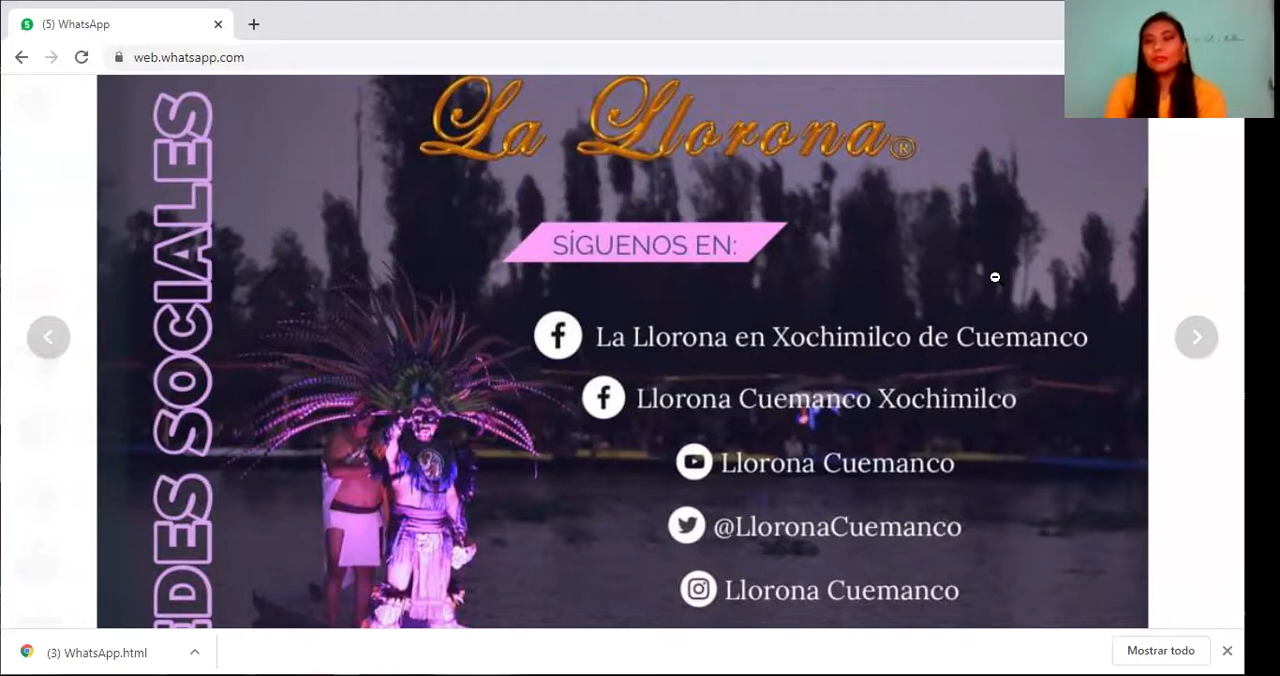 (5) WhatsApp
web.whatsapp.com
La Llorona®
SÍGUENOS EN:
La Llorona en Xochimilco de Cuemanco
Llorona Cuemanco Xochimilco
Llorona Cuemanco
@LloronaCuemanco
Llorona Cuemanco
EDES SOCIALES
(3) WhatsApp.html
Mostrar todo